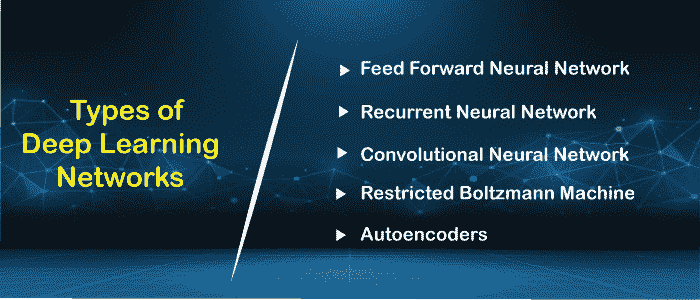 Types of
Deep Learning
Networks
Feed Forward Neural Network
Recurrent Neural Network
Convolutional Neural Network
Restricted Boltzmann Machine
Autoencoders